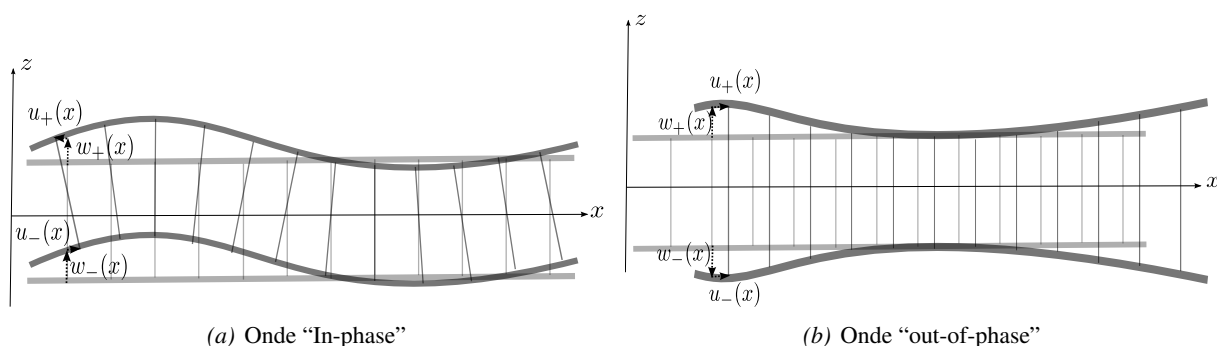 z
u₊(x)
w₊(x)
x
u₋(x)
w₋(x)
(a) Onde “In-phase”
z
u₊(x)
w₊(x)
x
w₋(x)
u₋(x)
(b) Onde “out-of-phase”